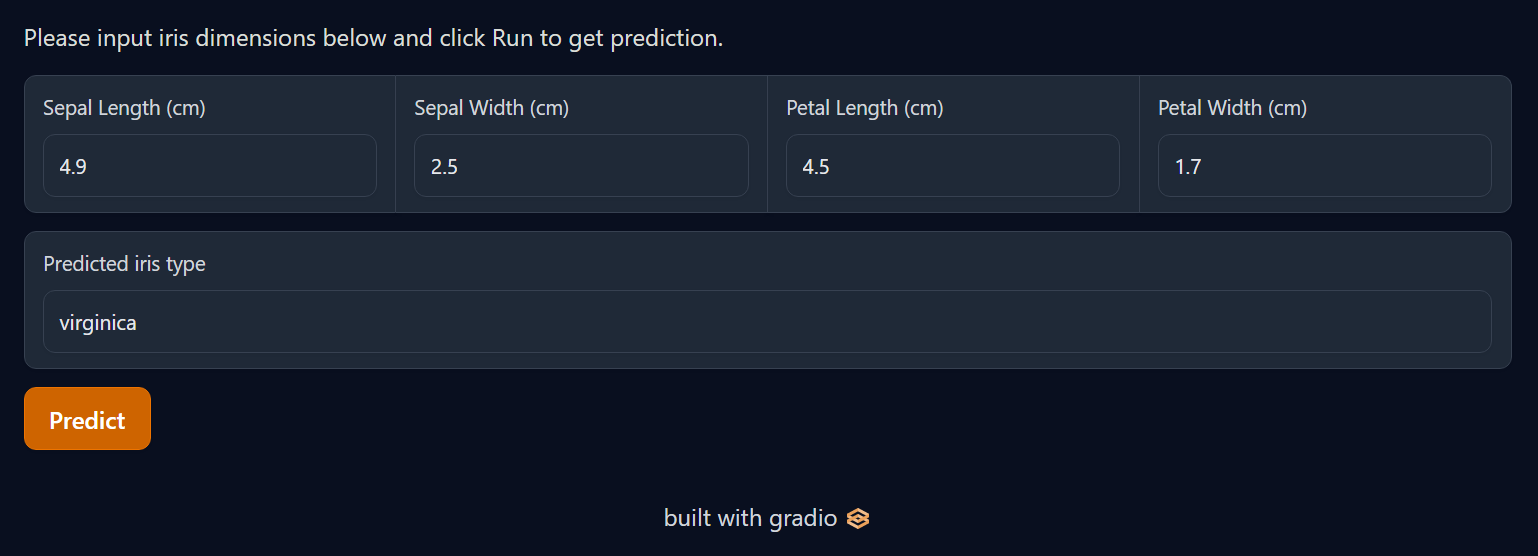 Please input iris dimensions below and click Run to get prediction.
Sepal Length (cm)
4.9
Sepal Width (cm)
2.5
Petal Length (cm)
4.5
Petal Width (cm)
1.7
Predicted iris type
virginica
Predict
built with gradio